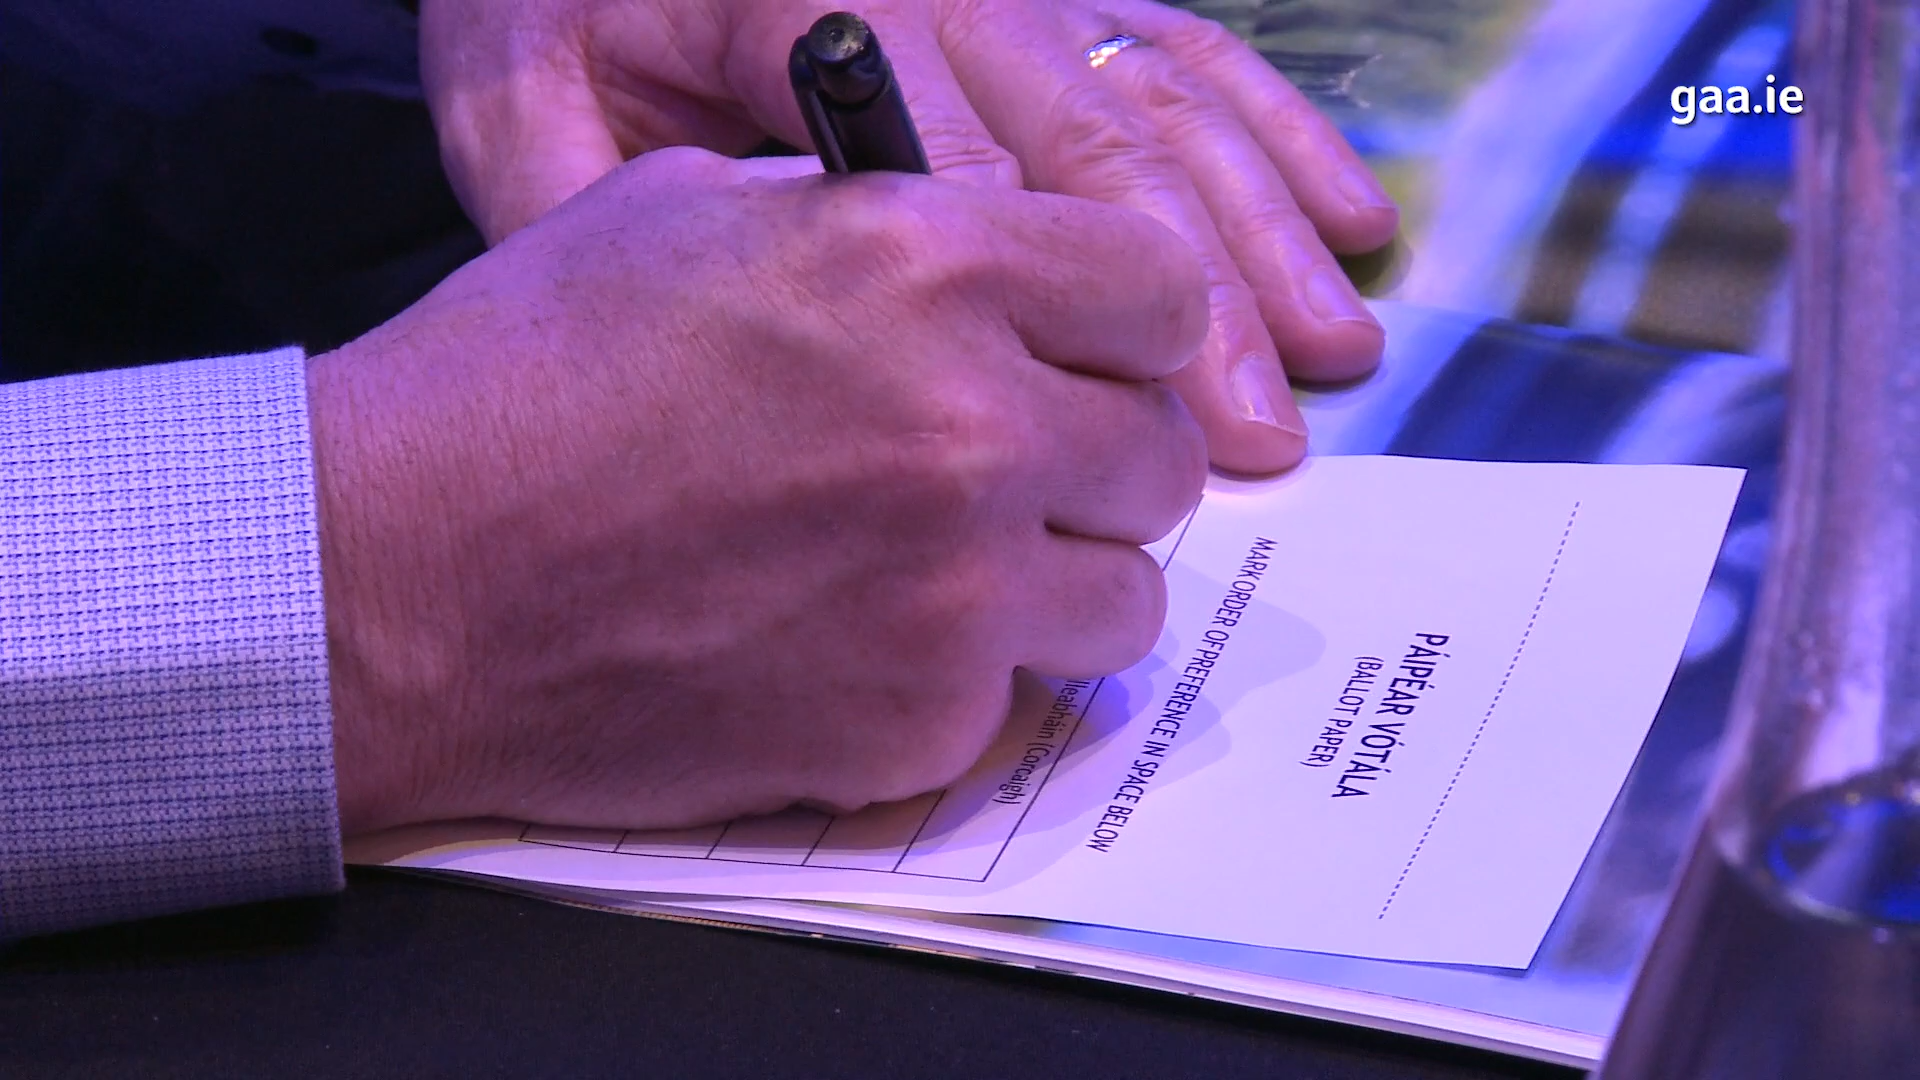 gaa.ie
PÁIPÉAR VÓTÁLA
(BALLOT PAPER)
MARK ORDER OF PREFERENCE IN SPACE BELOW
(Corcaigh)